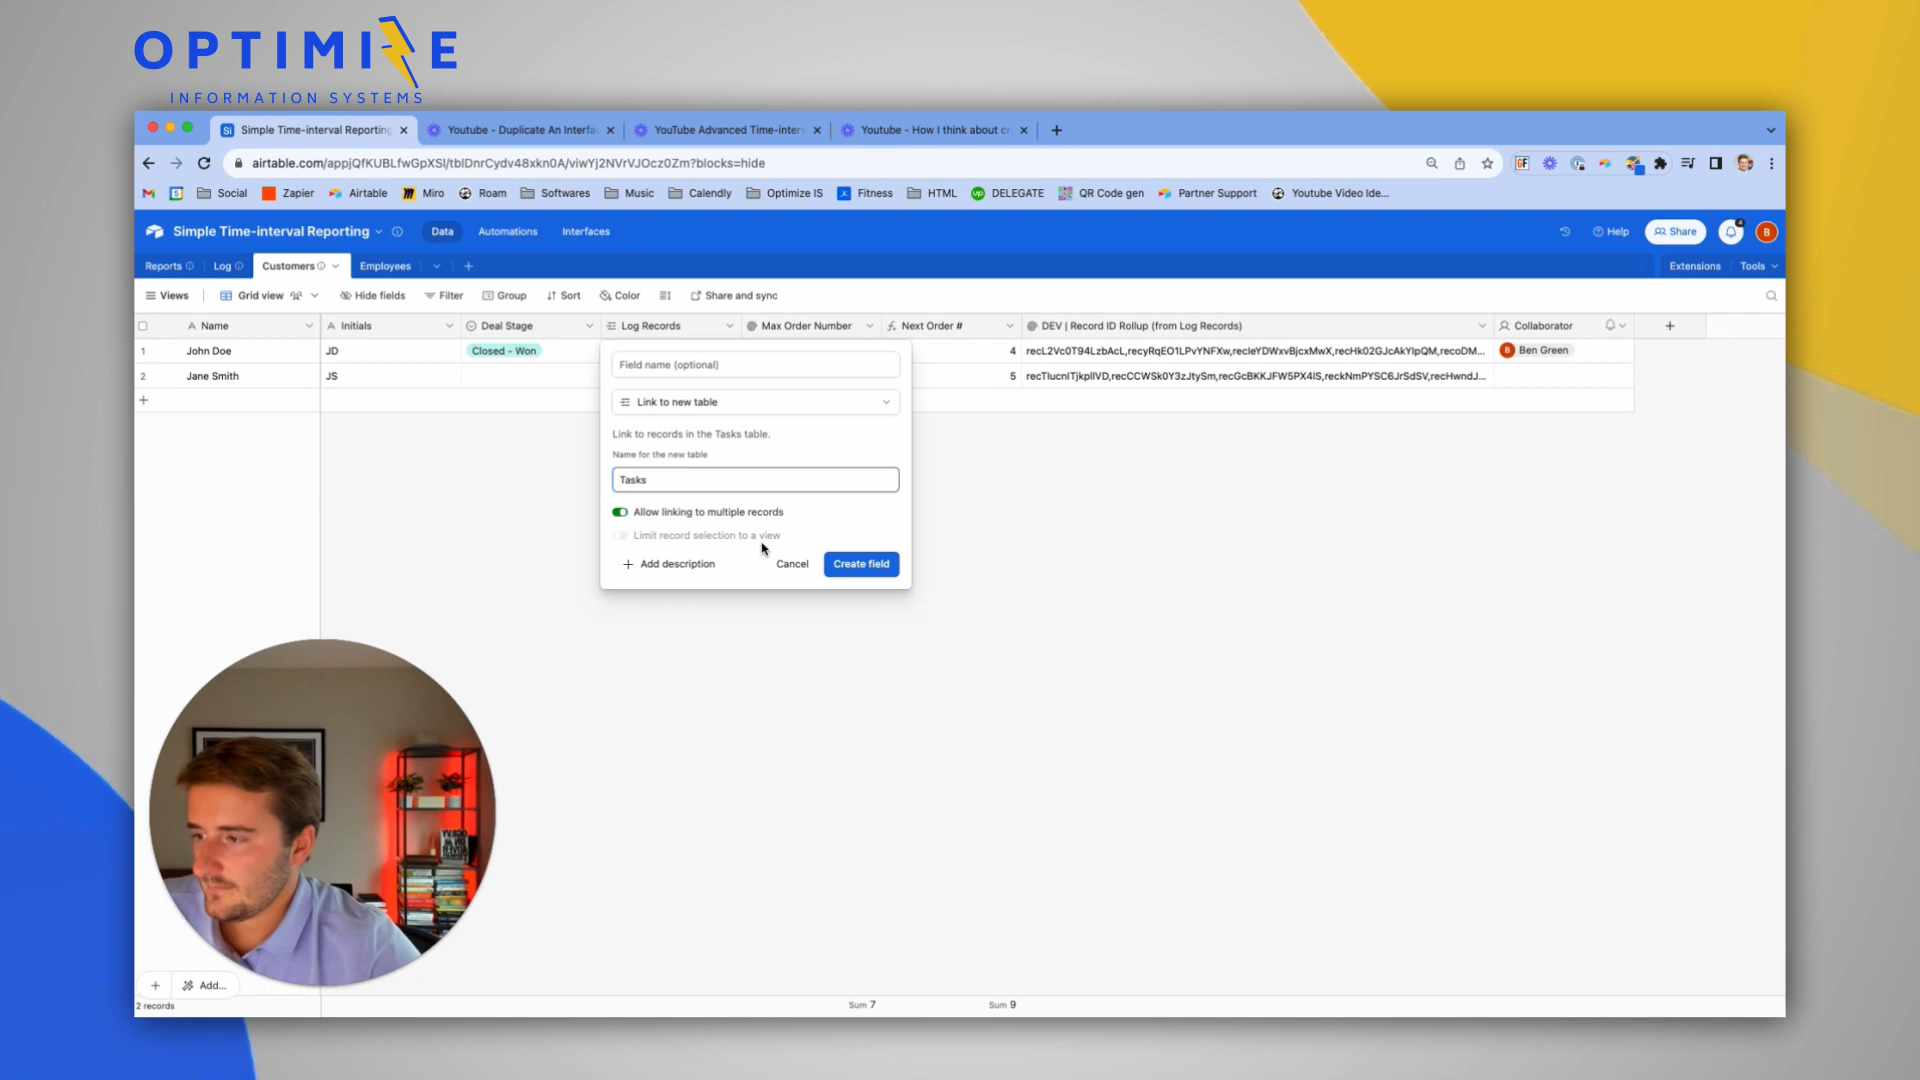 OPTIMIZE
INFORMATION SYSTEMS
Simple Time-interval Reporting
Youtube - Duplicate An Interfa
YouTube Advanced Time-inter
Youtube - How I think about c
airtable.com/appjQfKUBLfwGpXSl/tblDnrCydv48xkn0A/viwYj2NVrVJOcz0Zm?blocks=hide
Social Zapier Airtable Miro Roam Softwares Music Calendly Optimize IS Fitness HTML DELEGATE QR Code gen Partner Support Youtube Video Ide...
Simple Time-interval Reporting Data Automations Interfaces Help Share 4 B
Reports Log Customers Employees Extensions Tools
Views Grid view Hide fields Filter Group Sort Color Share and sync
Name Initials Deal Stage Log Records Max Order Number Next Order # DEV | Record ID Rollup (from Log Records) Collaborator
1 John Doe JD Closed - Won 4 recL2Vc0T94LzbAcL,recyRqEO1LPvYNFXw,recleYDWxvBjcxMwX,recHk02GJcAkYlpQM,recoDM... B Ben Green
2 Jane Smith JS 5 recTlucnlTjkpllVD,recCCWSk0Y3zJtySm,recGcBKKJFW5PX4lS,reckNmPYSC6JrSdSV,recHwndJ...
Field name (optional)
Link to new table
Link to records in the Tasks table.
Name for the new table
Tasks
Allow linking to multiple records
Limit record selection to a view
Add description Cancel Create field
Add...
2 records Sum 7 Sum 9